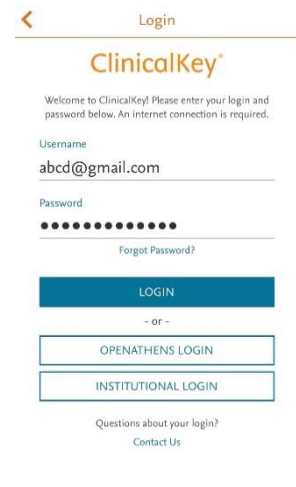 Login
ClinicalKey®
Welcome to ClinicalKey! Please enter your login and
password below. An internet connection is required.
Username
abcd@gmail.com
Password
●●●●●●●●●●●●●
Forgot Password?
LOGIN
- or -
OPENATHENS LOGIN
INSTITUTIONAL LOGIN
Questions about your login?
Contact Us